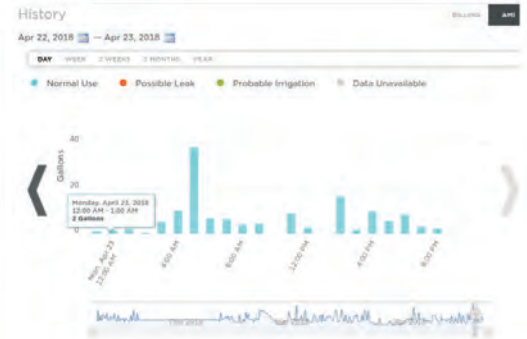 History
BILLING AMI
Apr 22, 2018 — Apr 23, 2018
DAY WEEK 2 WEEKS 2 MONTHS YEAR
Normal Use Possible Leak Probable Irrigation Data Unavailable
40
Gallons
20
Monday, April 23, 2018
12:00 AM - 1:00 AM
2 Gallons
0
Mon, Apr 23
12:00 AM
4:00 AM
8:00 AM
12:00 PM
4:00 PM
8:00 PM